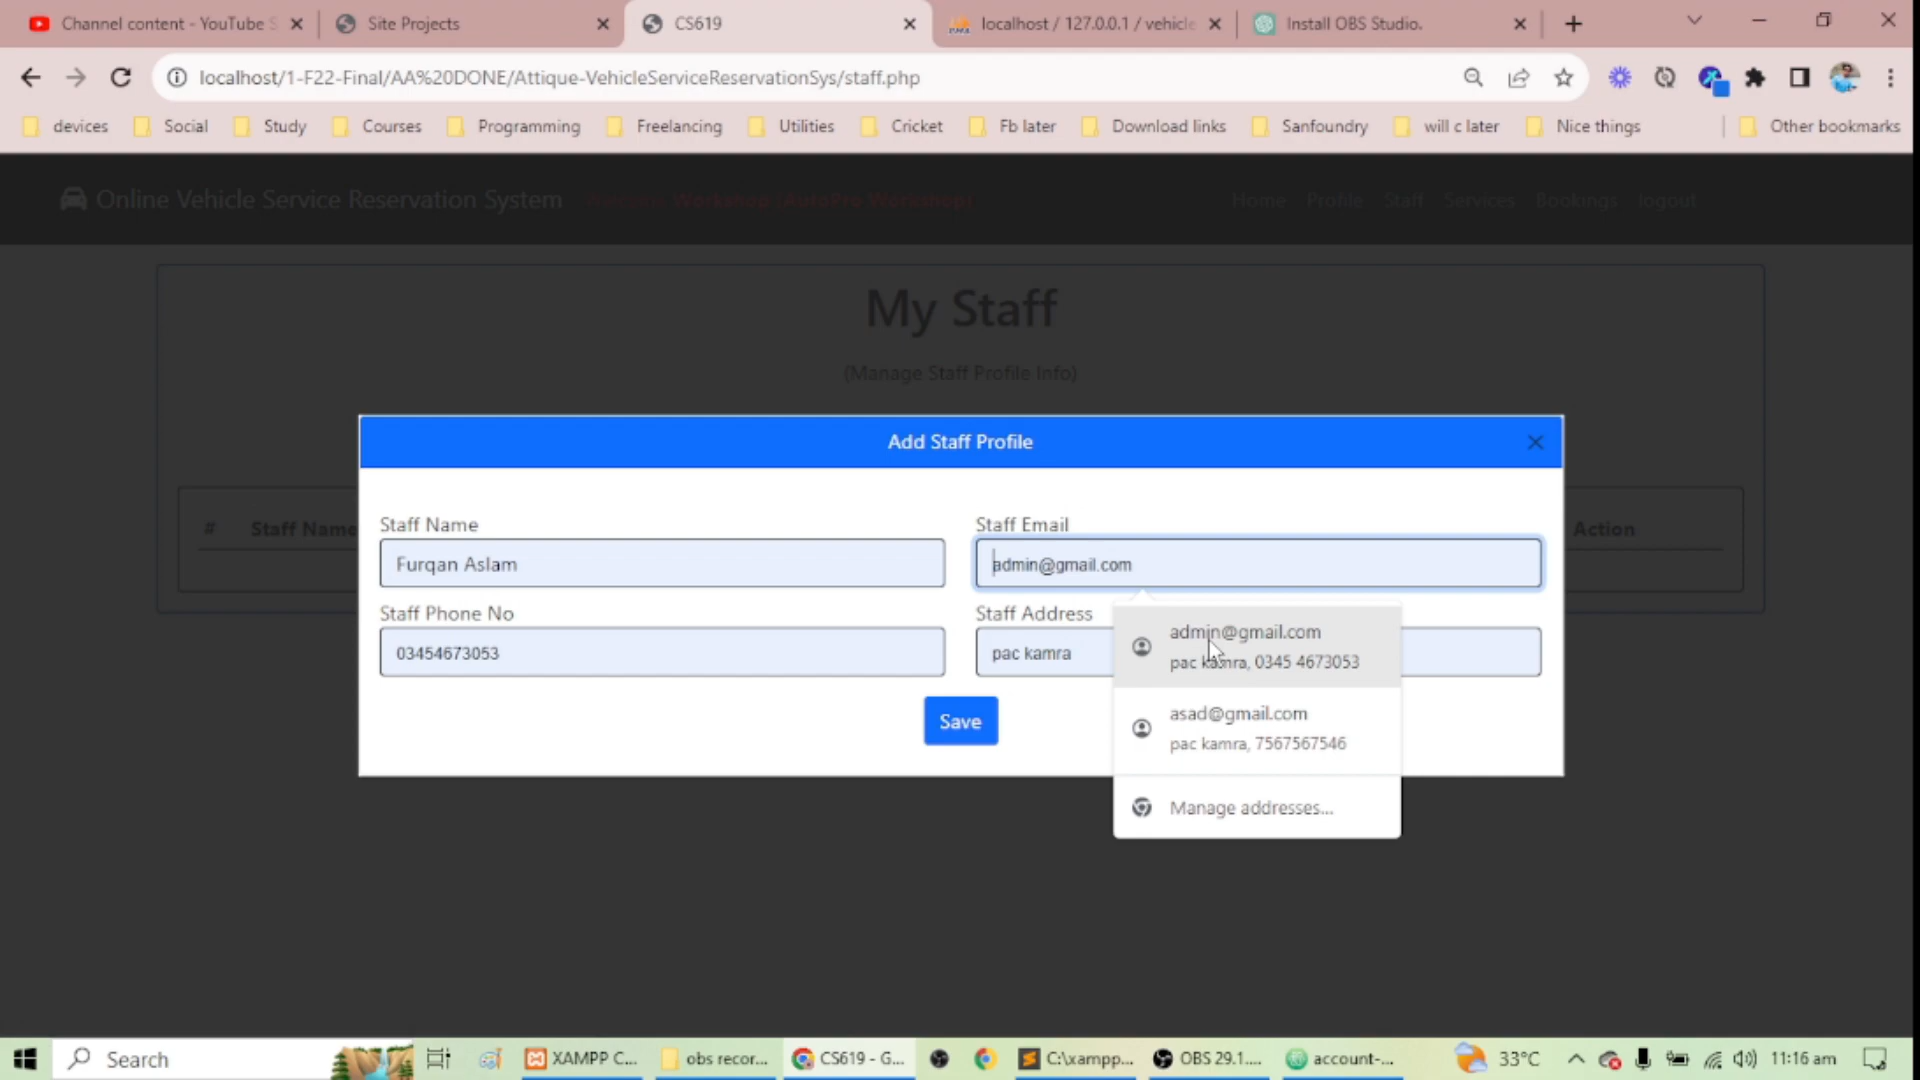 Channel content - YouTube S
Site Projects
CS619
localhost / 127.0.0.1 / vehicle
Install OBS Studio.
localhost/1-F22-Final/AA%20DONE/Attique-VehicleServiceReservationSys/staff.php
devices
Social
Study
Courses
Programming
Freelancing
Utilities
Cricket
Fb later
Download links
Sanfoundry
will c later
Nice things
Other bookmarks
Online Vehicle Service Reservation System
Welcome, Workshop (AutoPro Workshop)
Home
Profile
Staff
Services
Bookings
logout
My Staff
(Manage Staff Profile Info)
# Staff Name
Action
Add Staff Profile
Staff Name
Staff Email
Furqan Aslam
admin@gmail.com
Staff Phone No
Staff Address
03454673053
pac kamra
admin@gmail.com
pac kamra, 0345 4673053
asad@gmail.com
pac kamra, 7567567546
Manage addresses...
Save
Search
XAMPP C...
obs recor...
CS619 - G...
C:\xampp...
OBS 29.1....
account-...
33°C
11:16 am